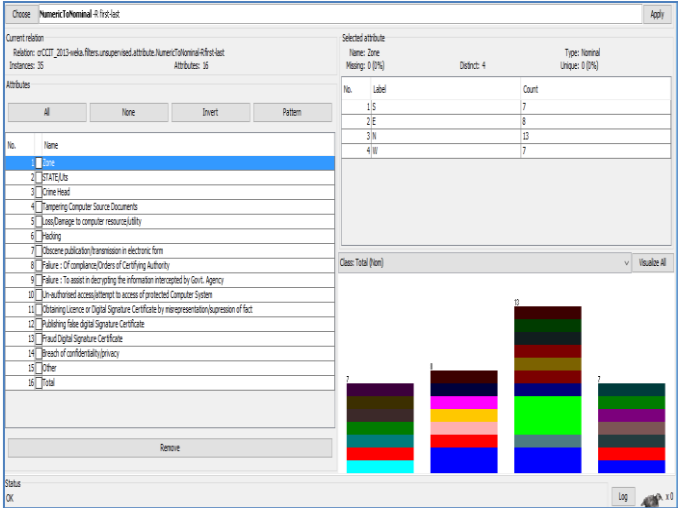 Choose NumericToNominal -R first-last Apply
Current relation
Relation: crCCIT_2013-weka.filters.unsupervised.attribute.NumericToNominal-Rfirst-last
Instances: 35 Attributes: 16
Attributes
All None Invert Pattern
No. Name
1 Zone
2 STATE/Uts
3 Crime Head
4 Tampering Computer Source Documents
5 Loss/Damage to computer resource/utility
6 Hacking
7 Obscene publication/transmission in electronic form
8 Failure : Of compliance/Orders of Certifying Authority
9 Failure : To assist in decrypting the information intercepted by Govt. Agency
10 Un-authorised access/attempt to access of protected Computer System
11 Obtaining Licence or Digital Signature Certificate by misrepresentation/supression of fact
12 Publishing false digital Signature Certificate
13 Fraud Digital Signature Certificate
14 Breach of confidentality/privacy
15 Other
16 Total
Remove
Selected attribute
Name: Zone Type: Nominal
Missing: 0 (0%) Distinct: 4 Unique: 0 (0%)
No. Label Count
1 S 7
2 E 8
3 N 13
4 W 7
Class: Total (Nom) Visualize All
7 8 13 7
Status
OK
Log x 0